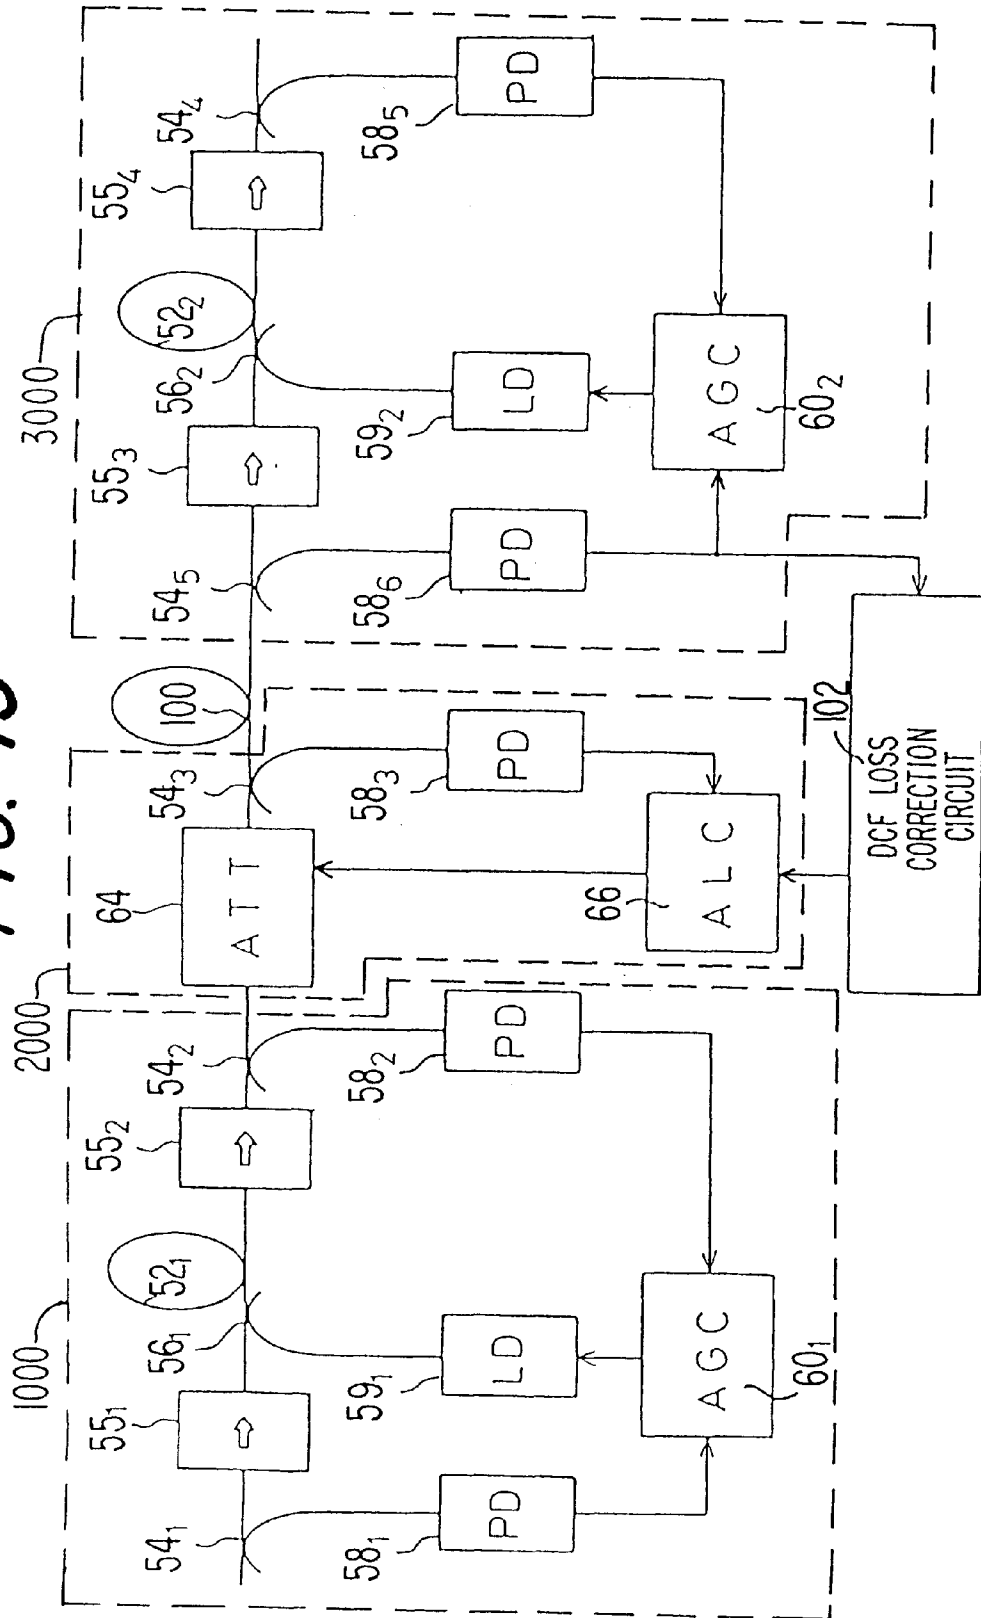 3000
55₄
54₄
52₂
56₂
55₃
54₅
PD
58₅
LD
59₂
PD
58₆
AGC
60₂
2000
100
54₃
64
ATT
PD
58₃
66
ALC
102
DCF LOSS
CORRECTION
CIRCUIT
1000
54₂
55₂
52₁
56₁
55₁
54₁
PD
58₂
LD
59₁
PD
58₁
AGC
60₁